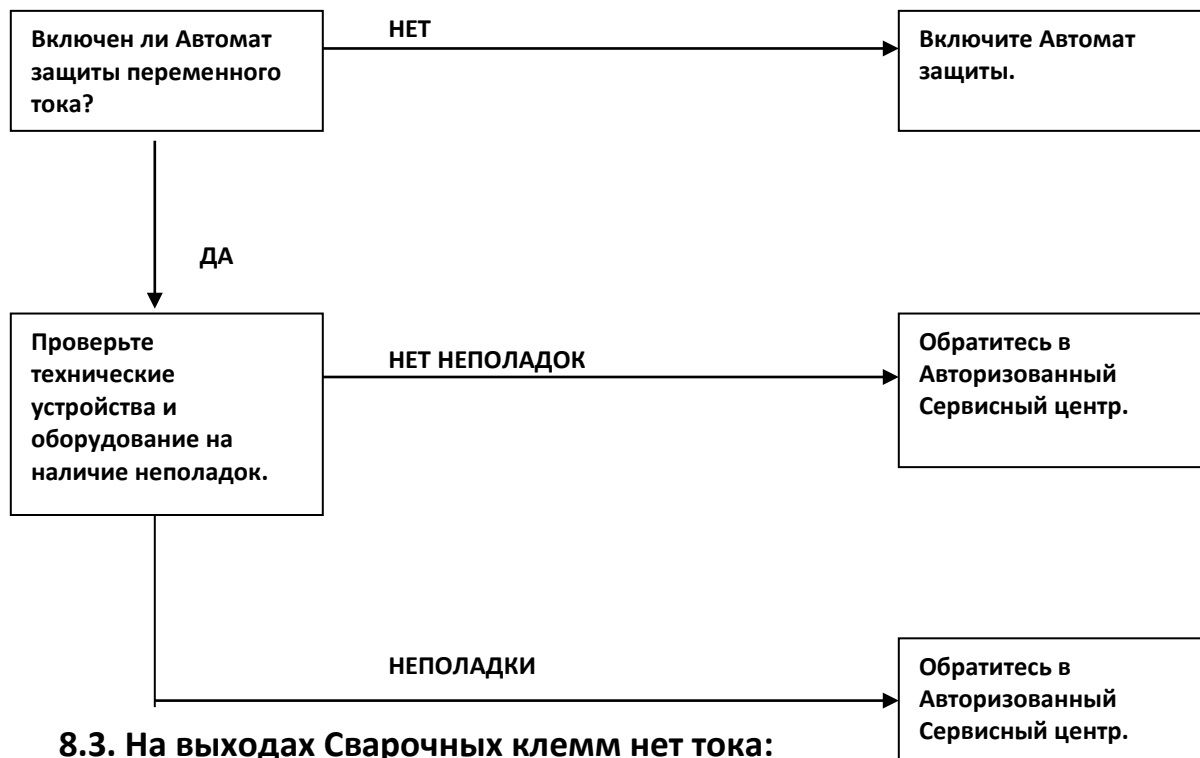 Включен ли Автомат
защиты переменного
тока?
НЕТ
Включите Автомат
защиты.
ДА
Проверьте
технические
устройства и
оборудование на
наличие неполадок.
НЕТ НЕПОЛАДОК
Обратитесь в
Авторизованный
Сервисный центр.
НЕПОЛАДКИ
Обратитесь в
Авторизованный
Сервисный центр.
8.3. На выходах Сварочных клемм нет тока: